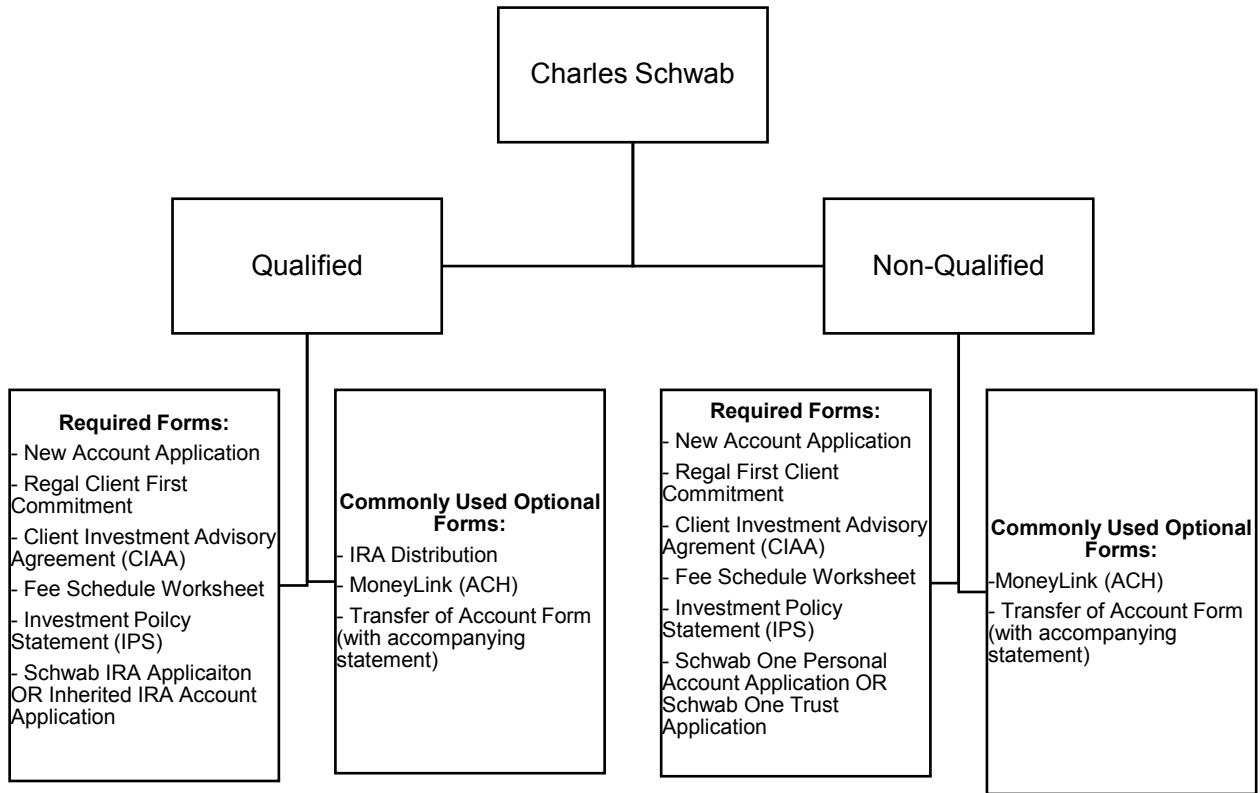 Charles Schwab
Qualified
Non-Qualified
Required Forms:
- New Account Application
- Regal Client First
Commitment
- Client Investment Advisory
Agreement (CIAA)
- Fee Schedule Worksheet
- Investment Poilcy
Statement (IPS)
- Schwab IRA Applicaiton
OR Inherited IRA Account
Application
Commonly Used Optional
Forms:
- IRA Distribution
- MoneyLink (ACH)
- Transfer of Account Form
(with accompanying
statement)
Required Forms:
- New Account Application
- Regal First Client
Commitment
- Client Investment Advisory
Agrement (CIAA)
- Fee Schedule Worksheet
- Investment Policy
Statement (IPS)
- Schwab One Personal
Account Application OR
Schwab One Trust
Application
Commonly Used Optional
Forms:
-MoneyLink (ACH)
- Transfer of Account Form
(with accompanying
statement)